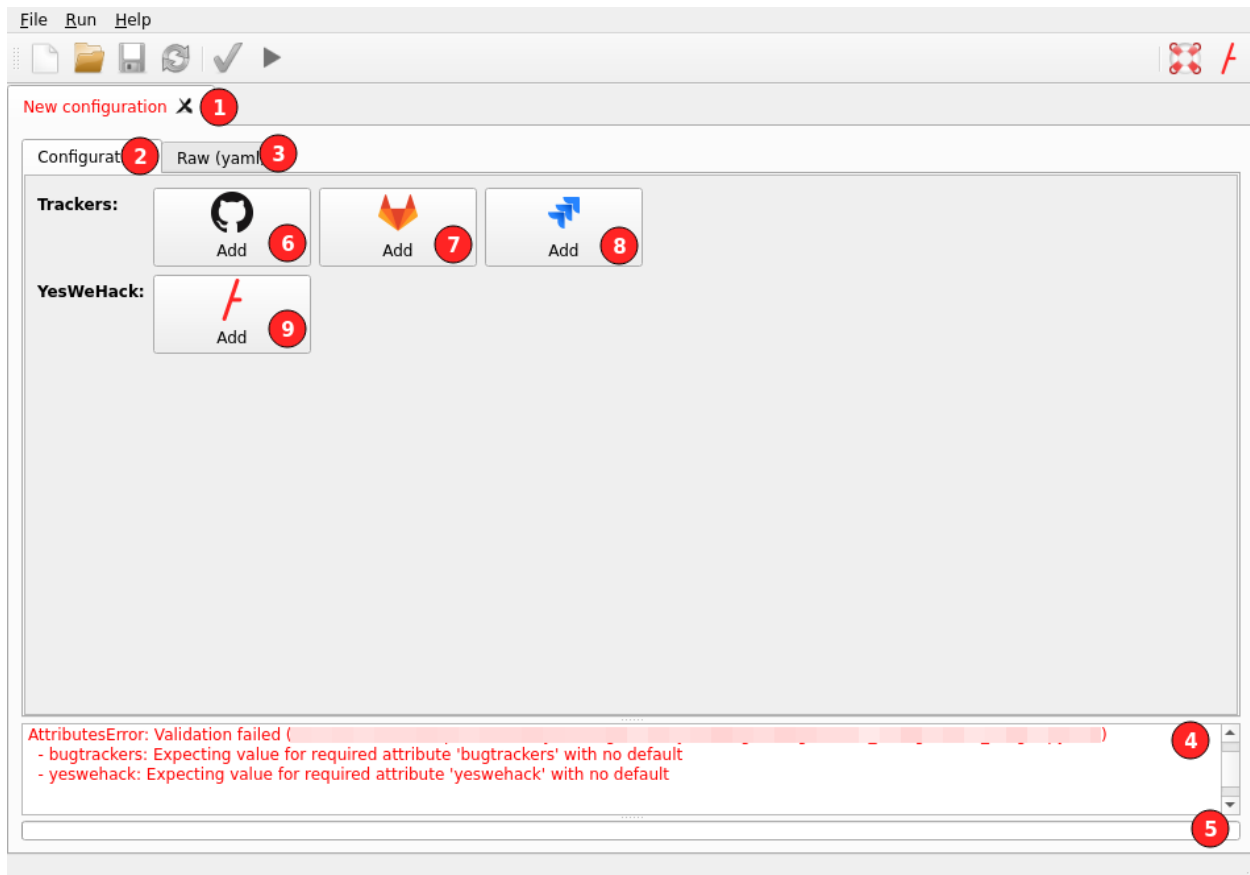 File Run Help
New configuration 1
2 Raw (yaml 3
Trackers:
Add 6 Add 7 Add 8
YesWeHack:
Add 9
AttributesError: Validation failed ( ) 4
- bugtrackers: Expecting value for required attribute 'bugtrackers' with no default
- yeswehack: Expecting value for required attribute 'yeswehack' with no default
5